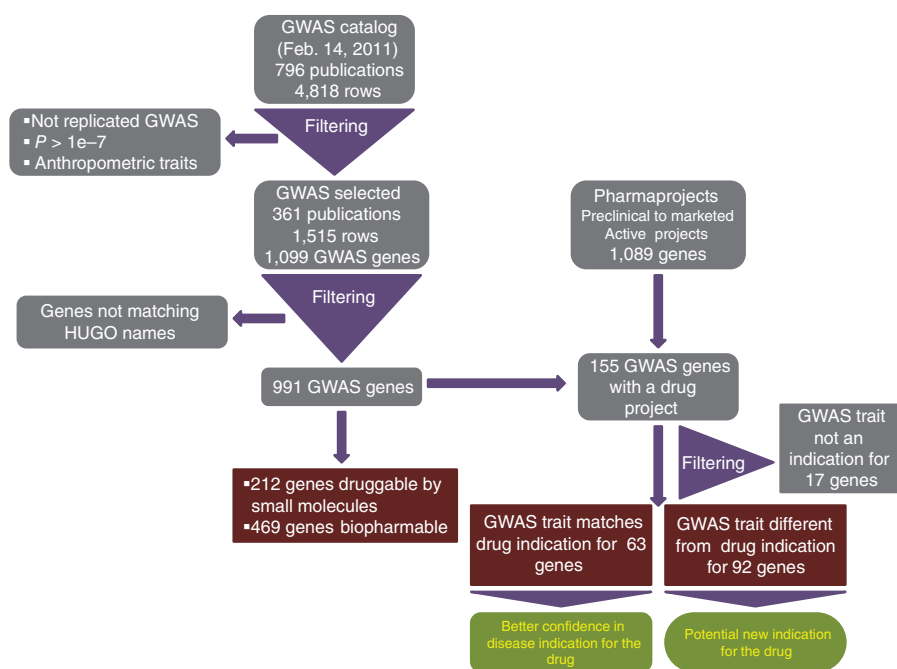 GWAS catalog
(Feb. 14, 2011)
796 publications
4,818 rows
▪Not replicated GWAS
▪ P > 1e–7
▪ Anthropometric traits
Filtering
GWAS selected
361 publications
1,515 rows
1,099 GWAS genes
Pharmaprojects
Preclinical to marketed
Active projects
1,089 genes
Genes not matching
HUGO names
Filtering
991 GWAS genes
155 GWAS genes
with a drug
project
GWAS trait
not an
indication for
17 genes
Filtering
▪212 genes druggable by
small molecules
▪469 genes biopharmable
GWAS trait matches
drug indication for 63
genes
GWAS trait different
from drug indication
for 92 genes
Better confidence in
disease indication for the
drug
Potential new indication
for the drug